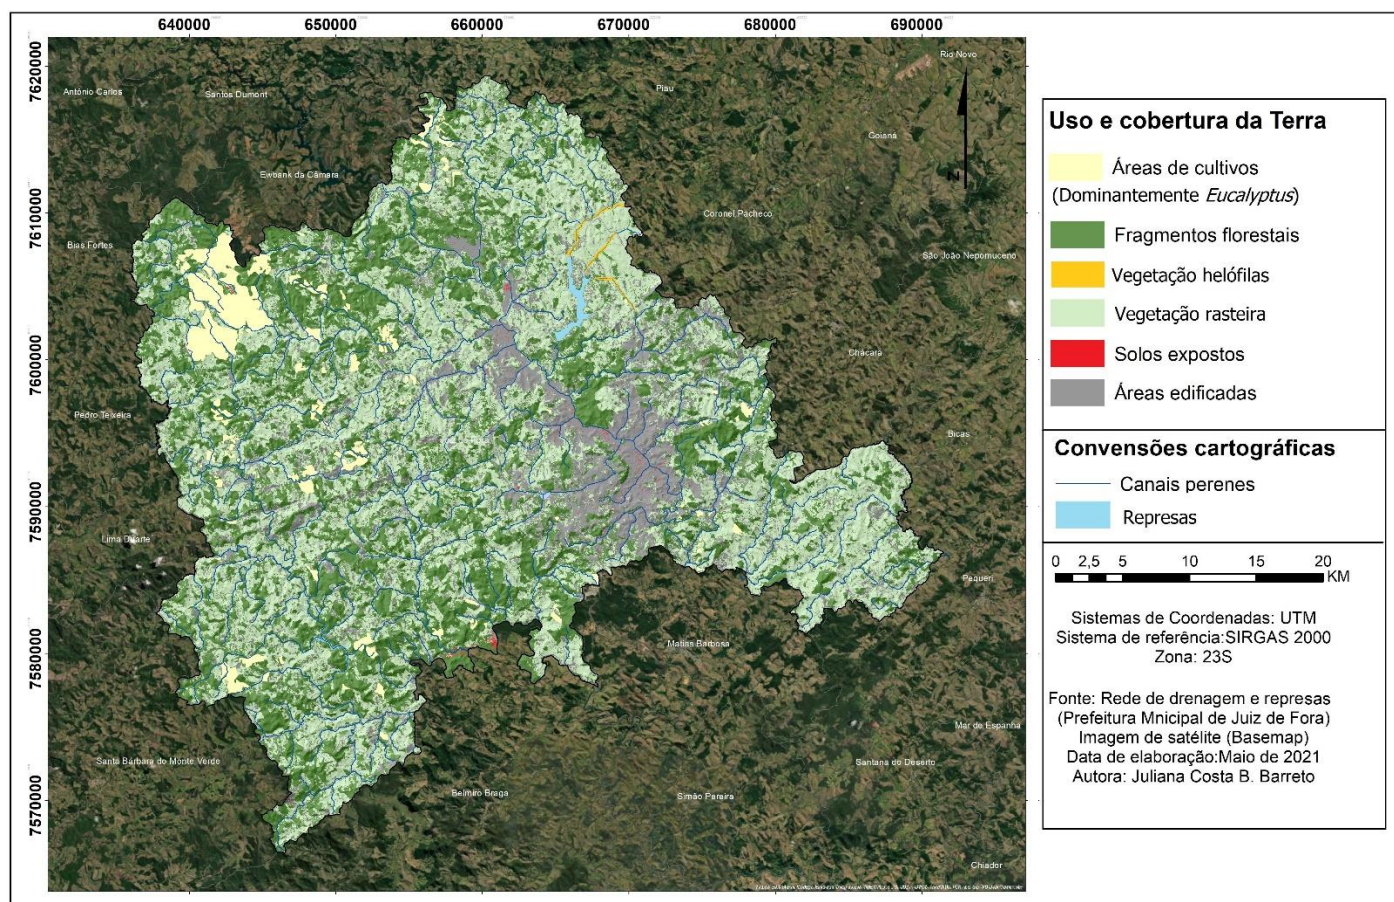 640000 650000 660000 670000 680000 690000
7620000
7610000
7600000
7590000
7580000
7570000
Rio Novo
Antônio Carlos
Santos Dumont
Piau
Goianá
Ewbank da Câmara
Coronel Pacheco
Bias Fortes
São João Nepomuceno
Chácara
Pedro Teixeira
Bicas
Lima Duarte
Pequeri
Matias Barbosa
Mar de Espanha
Santa Bárbara do Monte Verde
Santana do Deserto
Belmiro Braga
Simão Pereira
Chiador
N
Uso e cobertura da Terra
Áreas de cultivos
(Dominantemente Eucalyptus)
Fragmentos florestais
Vegetação helófilas
Vegetação rasteira
Solos expostos
Áreas edificadas
Convensões cartográficas
Canais perenes
Represas
0 2,5 5 10 15 20
KM
Sistemas de Coordenadas: UTM
Sistema de referência:SIRGAS 2000
Zona: 23S
Fonte: Rede de drenagem e represas
(Prefeitura Mnicipal de Juiz de Fora)
Imagem de satélite (Basemap)
Data de elaboração:Maio de 2021
Autora: Juliana Costa B. Barreto